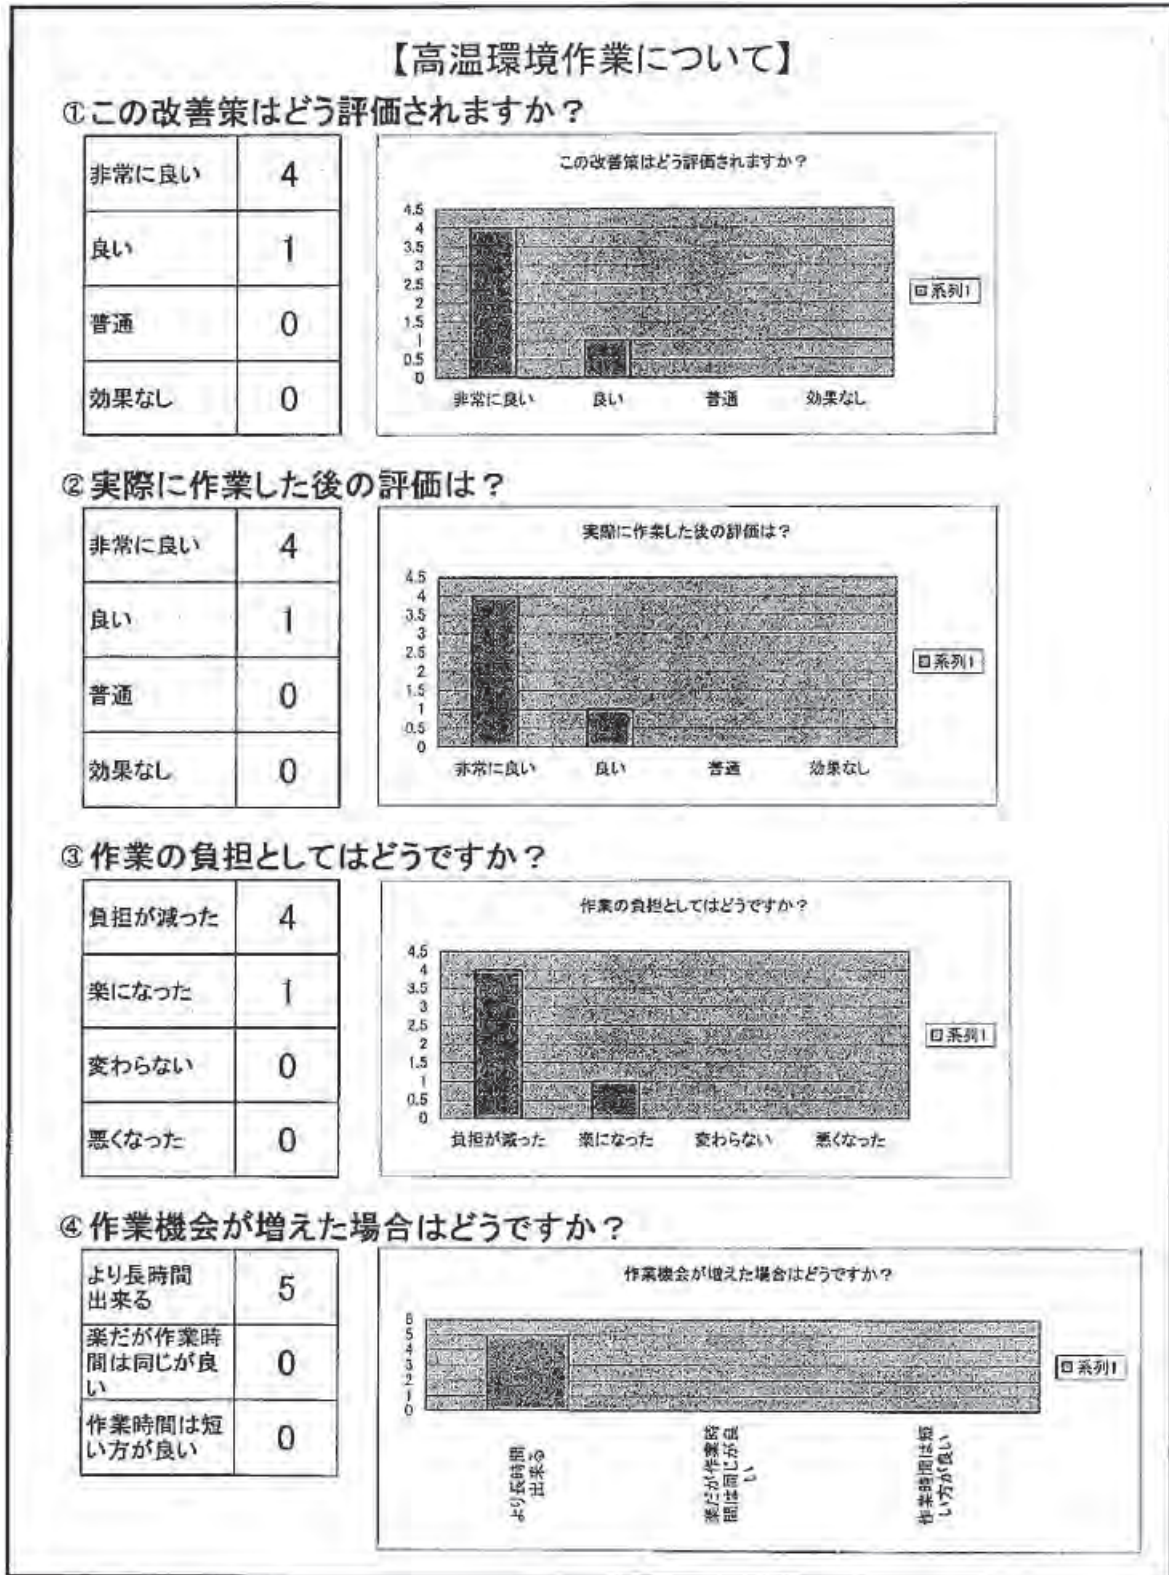 【高温環境作業について】
①この改善策はどう評価されますか？
非常に良い 4
良い 1
普通 0
効果なし 0
この改善策はどう評価されますか？
4.5
4
3.5
3
2.5
2
1.5
1
0.5
0
非常に良い 良い 普通 効果なし
系列1
②実際に作業した後の評価は？
非常に良い 4
良い 1
普通 0
効果なし 0
実際に作業した後の評価は？
4.5
4
3.5
3
2.5
2
1.5
1
0.5
0
非常に良い 良い 普通 効果なし
系列1
③作業の負担としてはどうですか？
負担が減った 4
楽になった 1
変わらない 0
悪くなった 0
作業の負担としてはどうですか？
4.5
4
3.5
3
2.5
2
1.5
1
0.5
0
負担が減った 楽になった 変わらない 悪くなった
系列1
④作業機会が増えた場合はどうですか？
より長時間
出来る 5
楽だが作業時
間は同じが良
い 0
作業時間は短
い方が良い 0
作業機会が増えた場合はどうですか？
6
5
4
3
2
1
0
より長時間
出来る
楽だが作業時
間は同じが良
い
作業時間は短
い方が良い
系列1